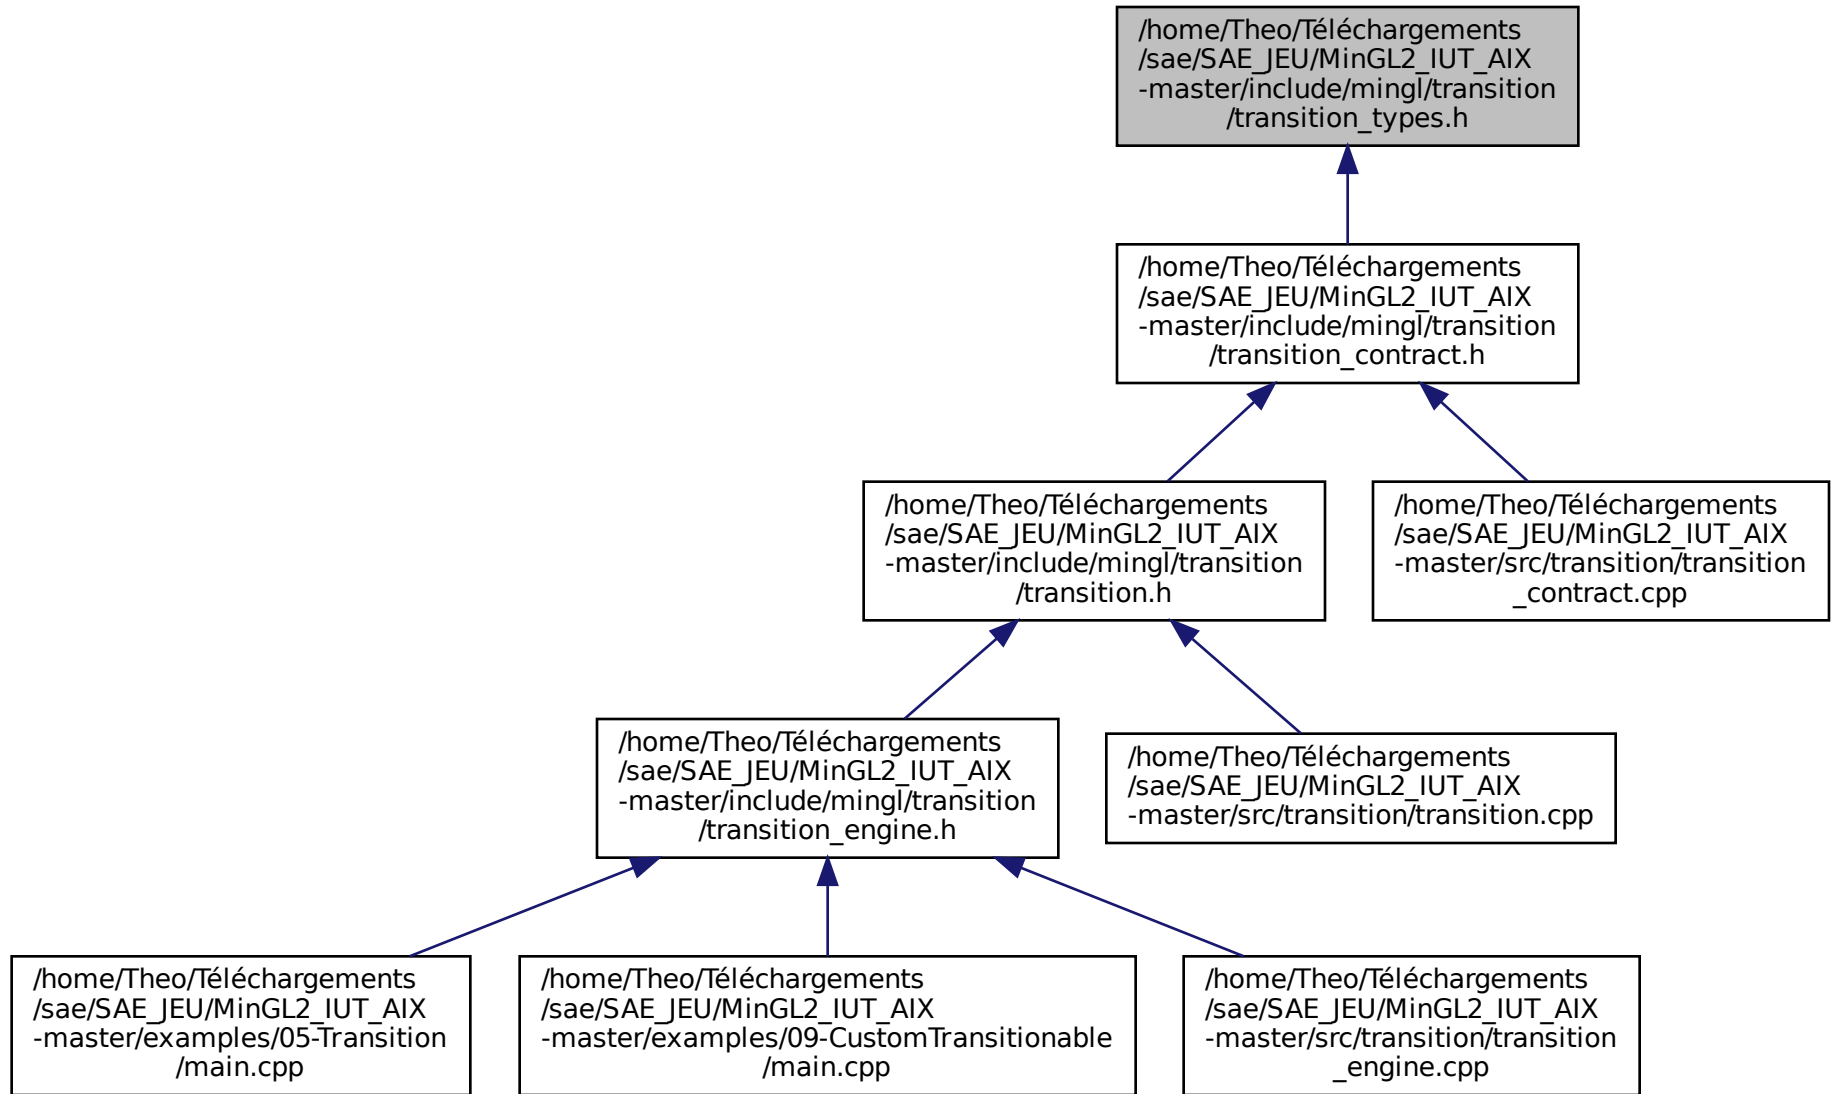 /home/Theo/Téléchargements
/sae/SAE_JEU/MinGL2_IUT_AIX
-master/include/mingl/transition
/transition_types.h
/home/Theo/Téléchargements
/sae/SAE_JEU/MinGL2_IUT_AIX
-master/include/mingl/transition
/transition_contract.h
/home/Theo/Téléchargements
/sae/SAE_JEU/MinGL2_IUT_AIX
-master/include/mingl/transition
/transition.h
/home/Theo/Téléchargements
/sae/SAE_JEU/MinGL2_IUT_AIX
-master/src/transition/transition
_contract.cpp
/home/Theo/Téléchargements
/sae/SAE_JEU/MinGL2_IUT_AIX
-master/include/mingl/transition
/transition_engine.h
/home/Theo/Téléchargements
/sae/SAE_JEU/MinGL2_IUT_AIX
-master/src/transition/transition.cpp
/home/Theo/Téléchargements
/sae/SAE_JEU/MinGL2_IUT_AIX
-master/examples/05-Transition
/main.cpp
/home/Theo/Téléchargements
/sae/SAE_JEU/MinGL2_IUT_AIX
-master/examples/09-CustomTransitionable
/main.cpp
/home/Theo/Téléchargements
/sae/SAE_JEU/MinGL2_IUT_AIX
-master/src/transition/transition
_engine.cpp